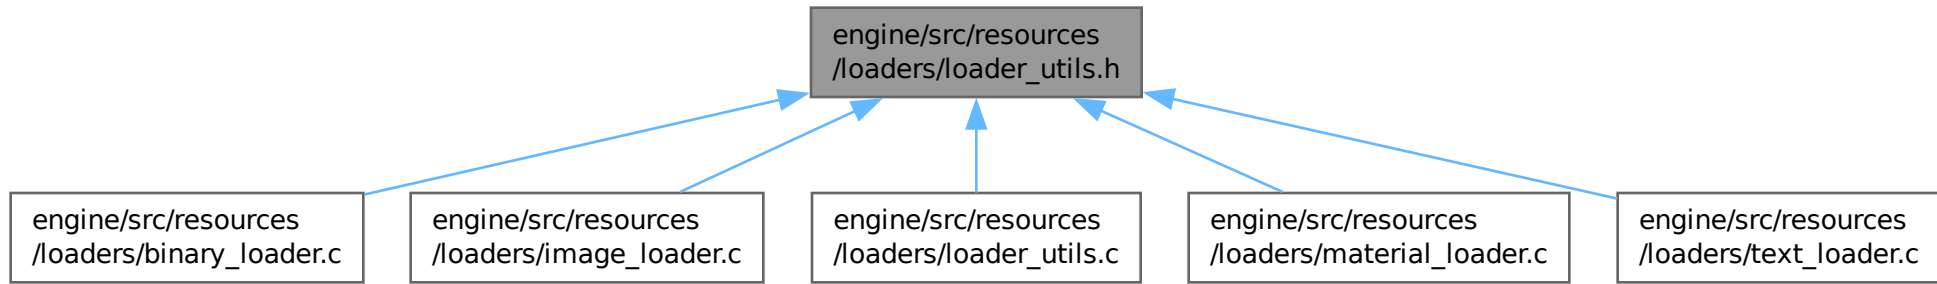 engine/src/resources
/loaders/loader_utils.h
engine/src/resources
/loaders/binary_loader.c
engine/src/resources
/loaders/image_loader.c
engine/src/resources
/loaders/loader_utils.c
engine/src/resources
/loaders/material_loader.c
engine/src/resources
/loaders/text_loader.c